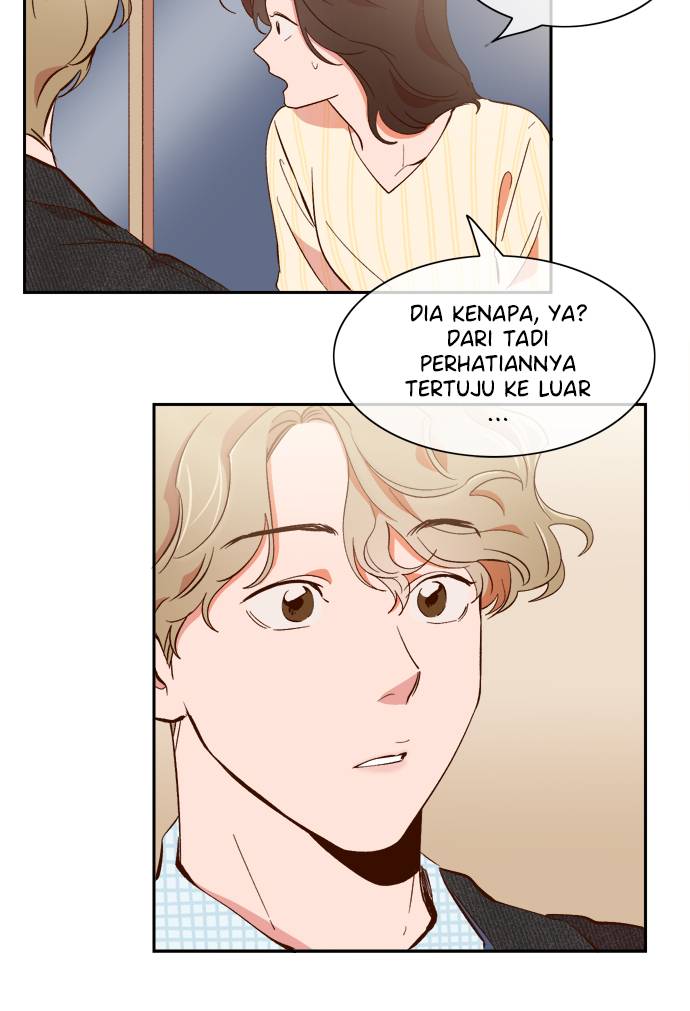 DIA KENAPA, YA?
DARI TADI
PERHATIANNYA
TERTUJU KE LUAR
...